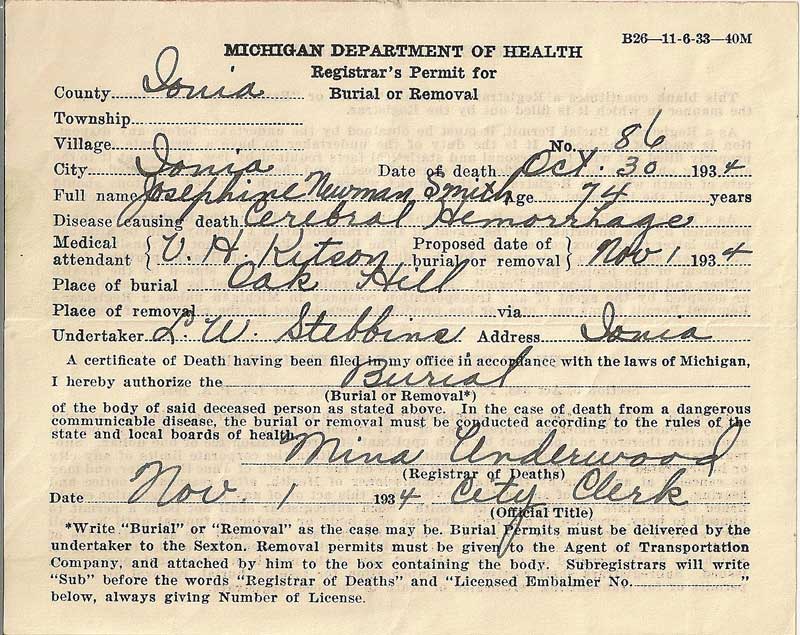 B26—11-6-33—40M
MICHIGAN DEPARTMENT OF HEALTH
Registrar's Permit for
County Ionia Burial or Removal
Township
Village No. 86
City Ionia Date of death Oct. 30 1934
Full name Josephine Newman Smith Age 74 years
Disease causing death Cerebral Hemorrhage
Medical attendant } V. H. Kitson Proposed date of burial or removal } Nov 1 1934
Place of burial Oak Hill
Place of removal via
Undertaker L. W. Stebbins Address Ionia
A certificate of Death having been filed in my office in accordance with the laws of Michigan,
I hereby authorize the Burial
(Burial or Removal*)
of the body of said deceased person as stated above. In the case of death from a dangerous
communicable disease, the burial or removal must be conducted according to the rules of the
state and local boards of health.
Mina Underwood
(Registrar of Deaths)
Date Nov. 1 1934 City Clerk
(Official Title)
*Write "Burial" or "Removal" as the case may be. Burial Permits must be delivered by the
undertaker to the Sexton. Removal permits must be given to the Agent of Transportation
Company, and attached by him to the box containing the body. Subregistrars will write
"Sub" before the words "Registrar of Deaths" and "Licensed Embalmer No. "
below, always giving Number of License.